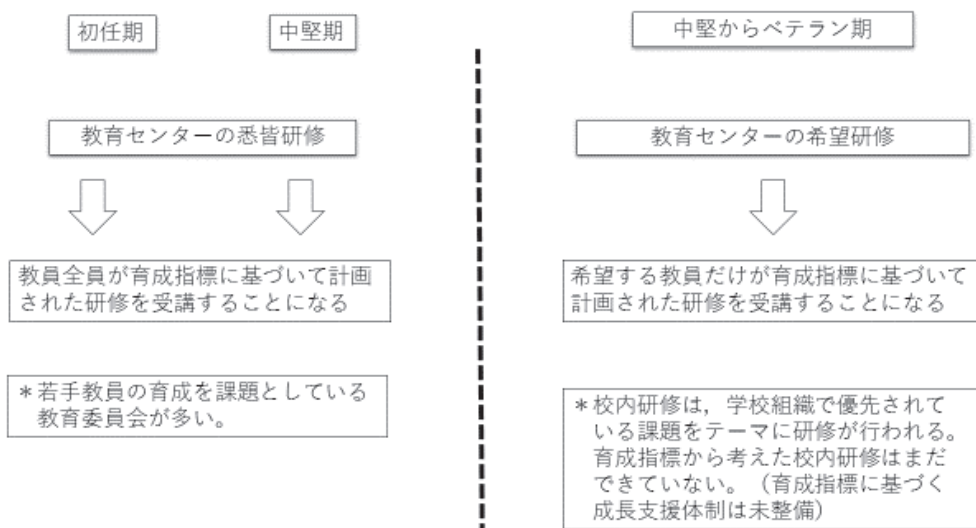 初任期
中堅期
教育センターの悉皆研修
教員全員が育成指標に基づいて計画
された研修を受講することになる
＊若手教員の育成を課題としている
教育委員会が多い。
中堅からベテラン期
教育センターの希望研修
希望する教員だけが育成指標に基づいて
計画された研修を受講することになる
＊校内研修は，学校組織で優先されて
いる課題をテーマに研修が行われる。
育成指標から考えた校内研修はまだ
できていない。（育成指標に基づく
成長支援体制は未整備）